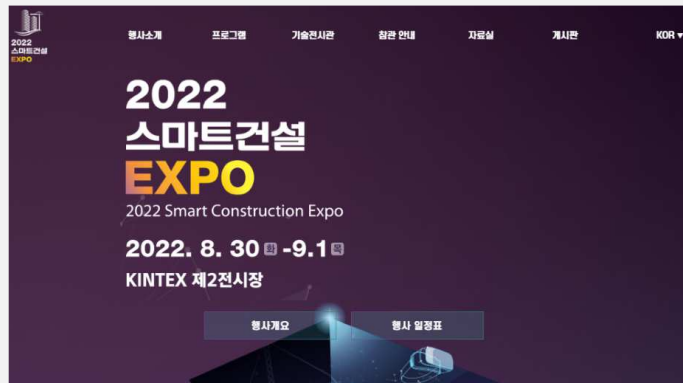 2022
스마트건설
EXPO
행사소개 프로그램 기술전시관 참관 안내 자료실 게시판 KOR ▾
2022
스마트건설
EXPO
2022 Smart Construction Expo
2022. 8. 30 화 -9.1 목
KINTEX 제2전시장
행사개요 행사 일정표